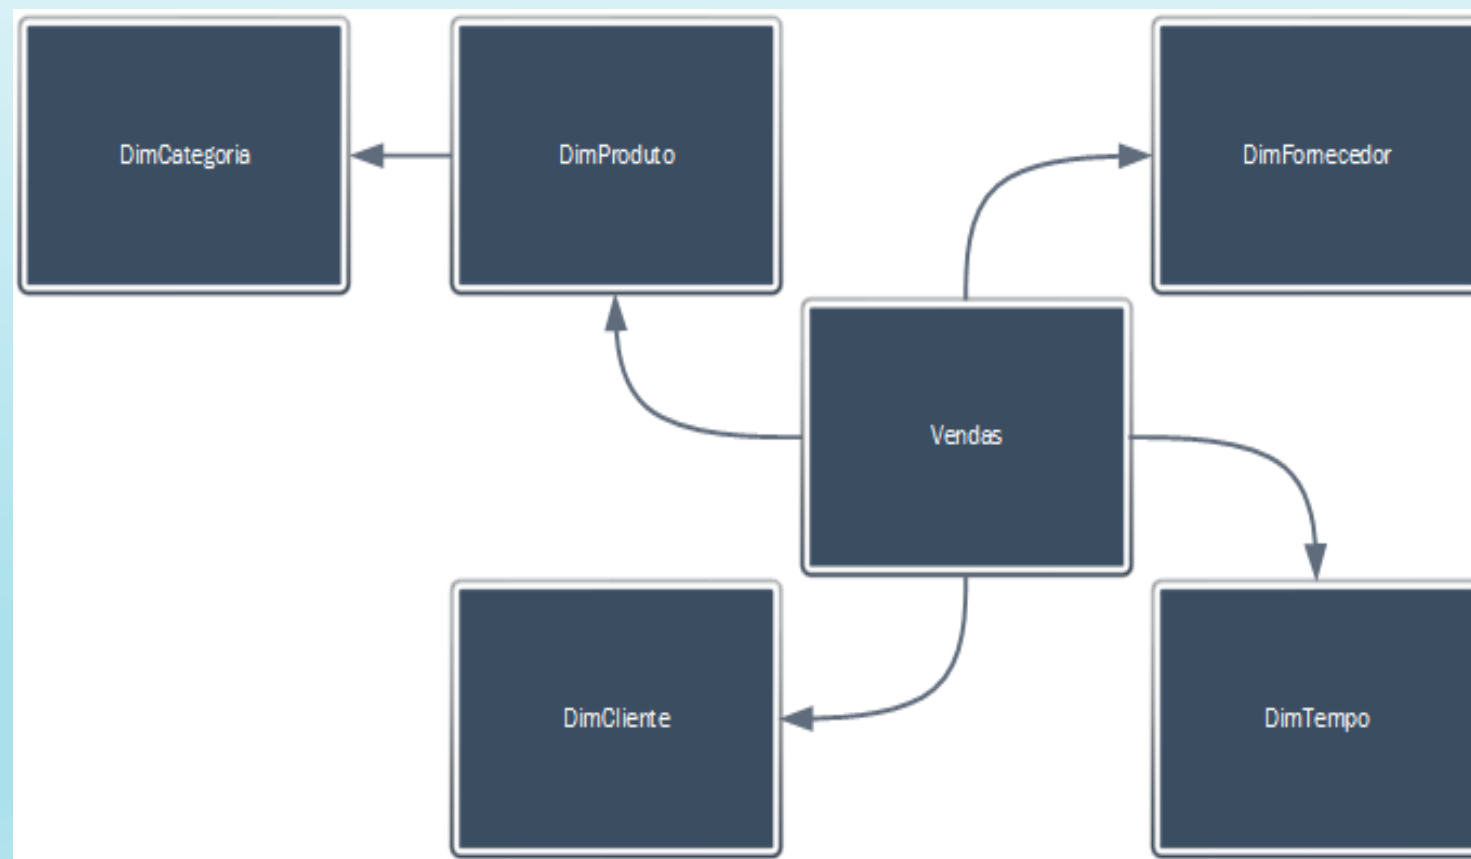 DimCategoria
DimProduto
DimFornecedor
Vendas
DimCliente
DimTempo